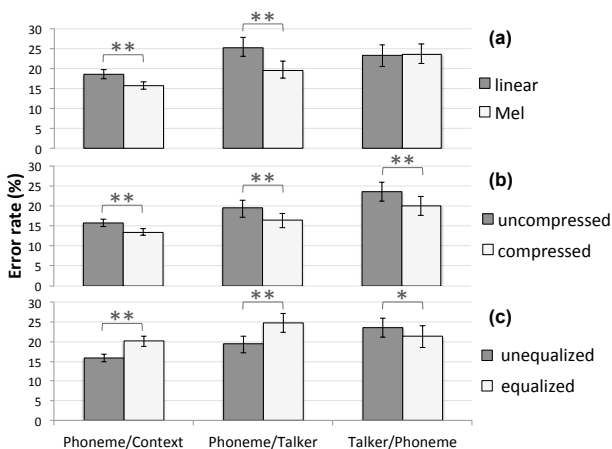 Error rate (%)
30
25
20
15
10
5
0
**
**
(a)
linear
Mel
30
25
20
15
10
5
0
**
**
**
(b)
uncompressed
compressed
30
25
20
15
10
5
0
**
**
*
(c)
unequalized
equalized
Phoneme/Context
Phoneme/Talker
Talker/Phoneme